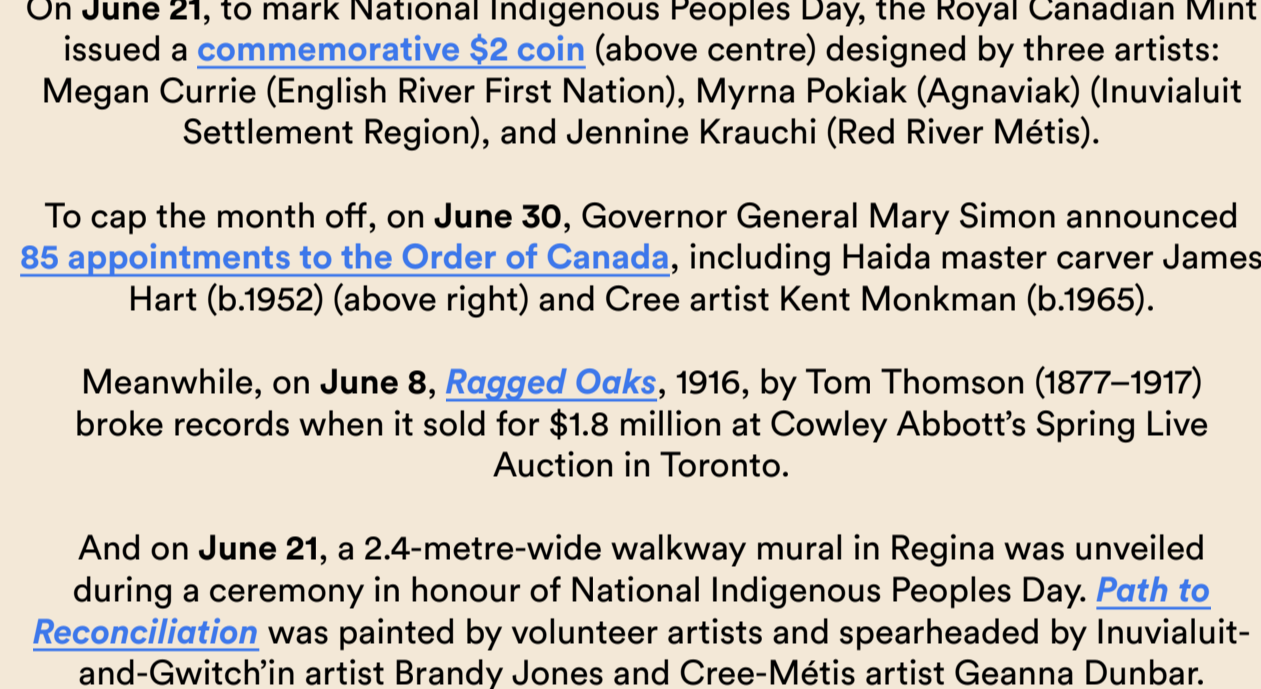 On June 21, to mark National Indigenous Peoples Day, the Royal Canadian Mint
issued a commemorative $2 coin (above centre) designed by three artists:
Megan Currie (English River First Nation), Myrna Pokiak (Agnaviak) (Inuvialuit
Settlement Region), and Jennine Krauchi (Red River Métis).
To cap the month off, on June 30, Governor General Mary Simon announced
85 appointments to the Order of Canada, including Haida master carver James
Hart (b.1952) (above right) and Cree artist Kent Monkman (b.1965).
Meanwhile, on June 8, Ragged Oaks, 1916, by Tom Thomson (1877–1917)
broke records when it sold for $1.8 million at Cowley Abbott’s Spring Live
Auction in Toronto.
And on June 21, a 2.4-metre-wide walkway mural in Regina was unveiled
during a ceremony in honour of National Indigenous Peoples Day. Path to
Reconciliation was painted by volunteer artists and spearheaded by Inuvialuit-
and-Gwitch’in artist Brandy Jones and Cree-Métis artist Geanna Dunbar.